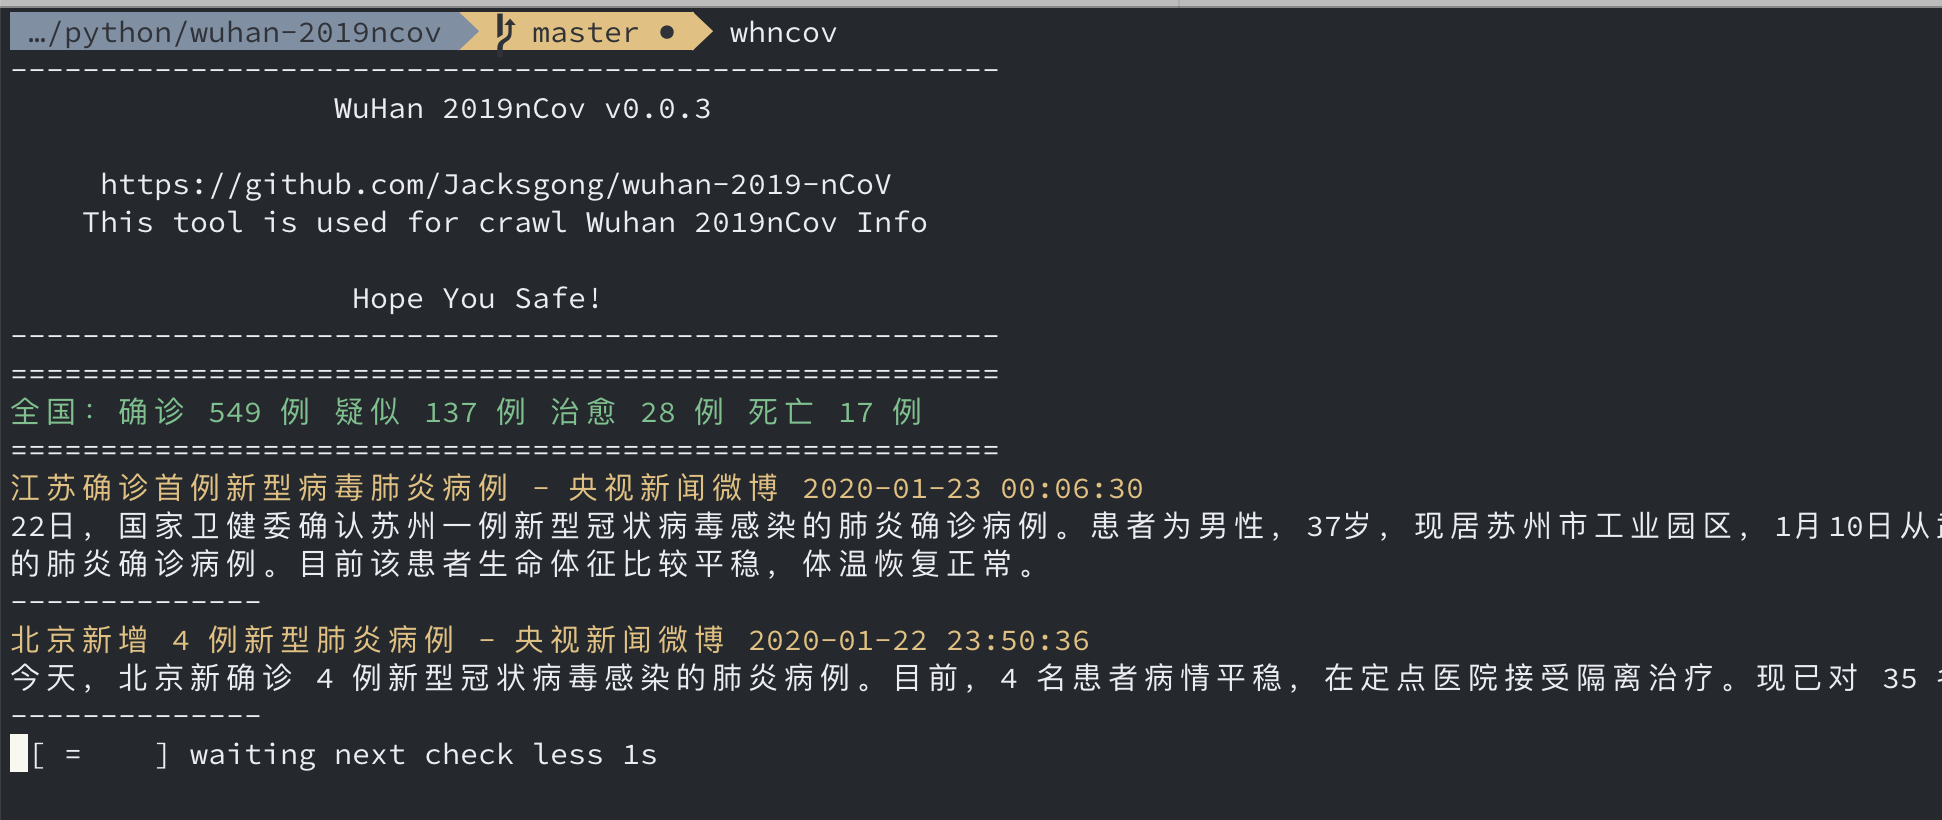 …/python/wuhan-2019ncov master ● whncov
-------------------------------------------------------
WuHan 2019nCov v0.0.3
https://github.com/Jacksgong/wuhan-2019-nCoV
This tool is used for crawl Wuhan 2019nCov Info
Hope You Safe!
-------------------------------------------------------
=======================================================
全国：确诊 549 例 疑似 137 例 治愈 28 例 死亡 17 例
=======================================================
江苏确诊首例新型病毒肺炎病例 - 央视新闻微博 2020-01-23 00:06:30
22日，国家卫健委确认苏州一例新型冠状病毒感染的肺炎确诊病例。患者为男性，37岁，现居苏州市工业园区，1月10日从
的肺炎确诊病例。目前该患者生命体征比较平稳，体温恢复正常。
--------------
北京新增 4 例新型肺炎病例 - 央视新闻微博 2020-01-22 23:50:36
今天，北京新确诊 4 例新型冠状病毒感染的肺炎病例。目前，4 名患者病情平稳，在定点医院接受隔离治疗。现已对 35
--------------
[ =    ] waiting next check less 1s